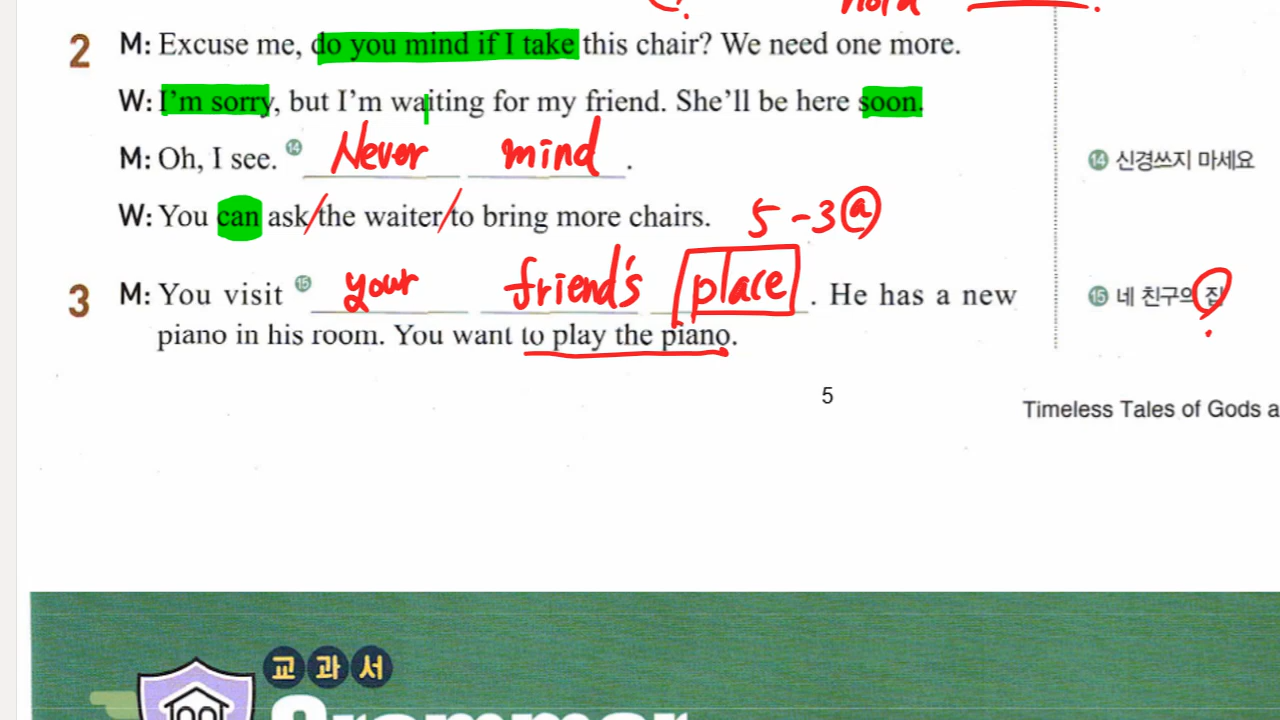 hold
2 M: Excuse me, do you mind if I take this chair? We need one more.
W: I'm sorry, but I'm waiting for my friend. She'll be here soon.
M: Oh, I see. ⑭ Never mind.
⑭ 신경쓰지 마세요
W: You can ask/the waiter/to bring more chairs. 5-3ⓐ
3 M: You visit ⑮ your friend's place. He has a new
⑮ 네 친구의 집?
piano in his room. You want to play the piano.
5
Timeless Tales of Gods a
교과서
Grammar